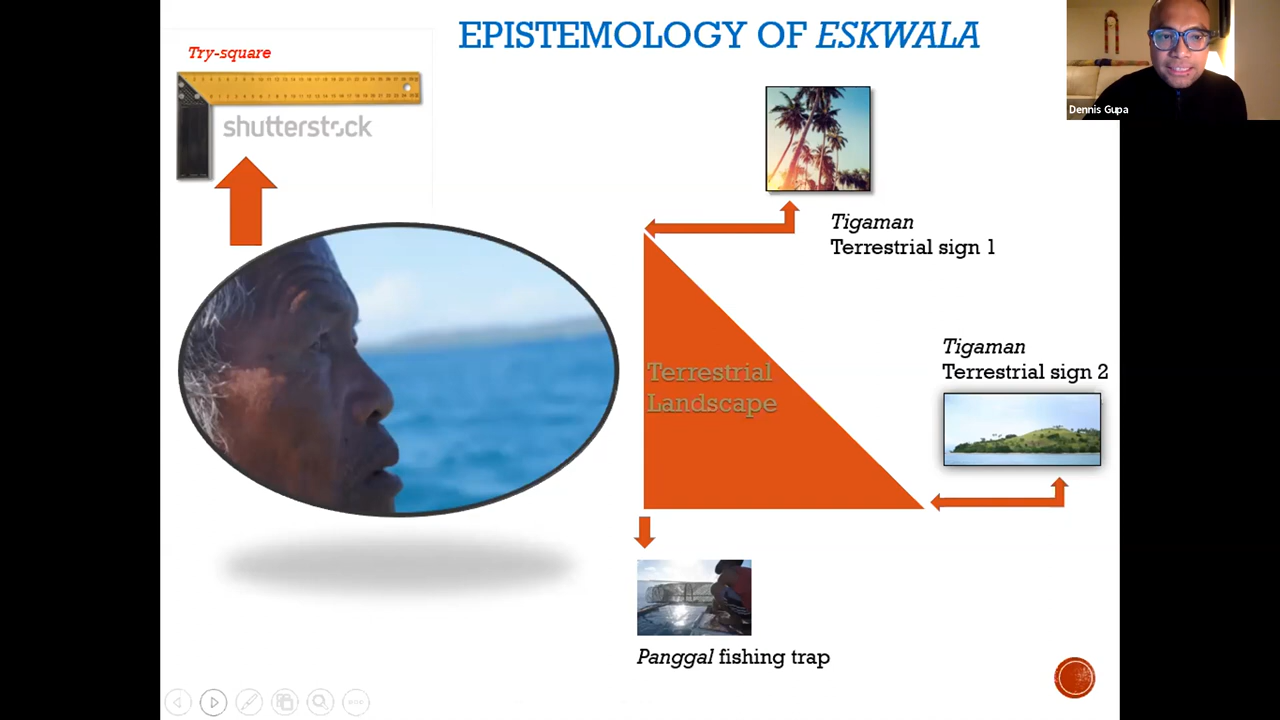 EPISTEMOLOGY OF ESKWALA
Try-square
shutterstock
Dennis Gupa
Tigaman
Terrestrial sign 1
Tigaman
Terrestrial sign 2
Terrestrial
Landscape
Panggal fishing trap